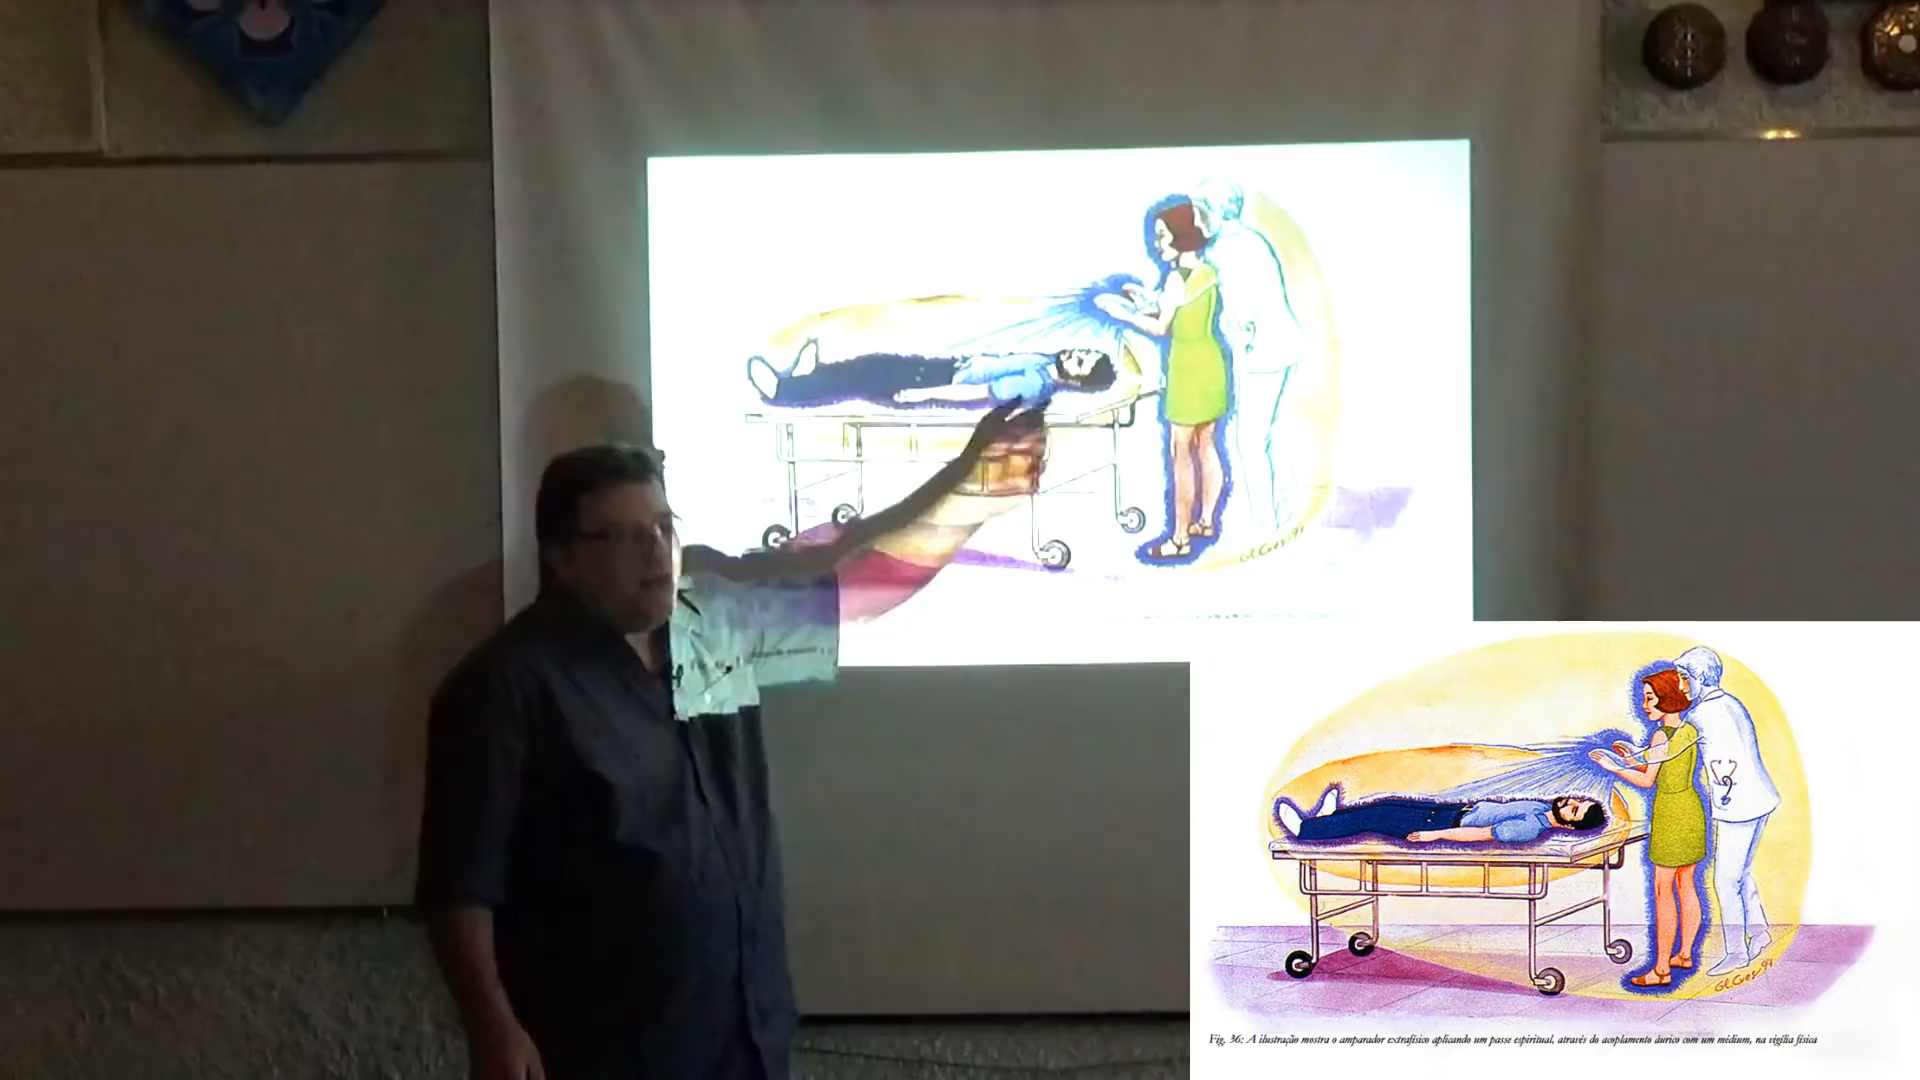 Fig. 36: A ilustração mostra o amparador extrafísico aplicando um passe espiritual, através do acoplamento áurico com um médium, na vigília física